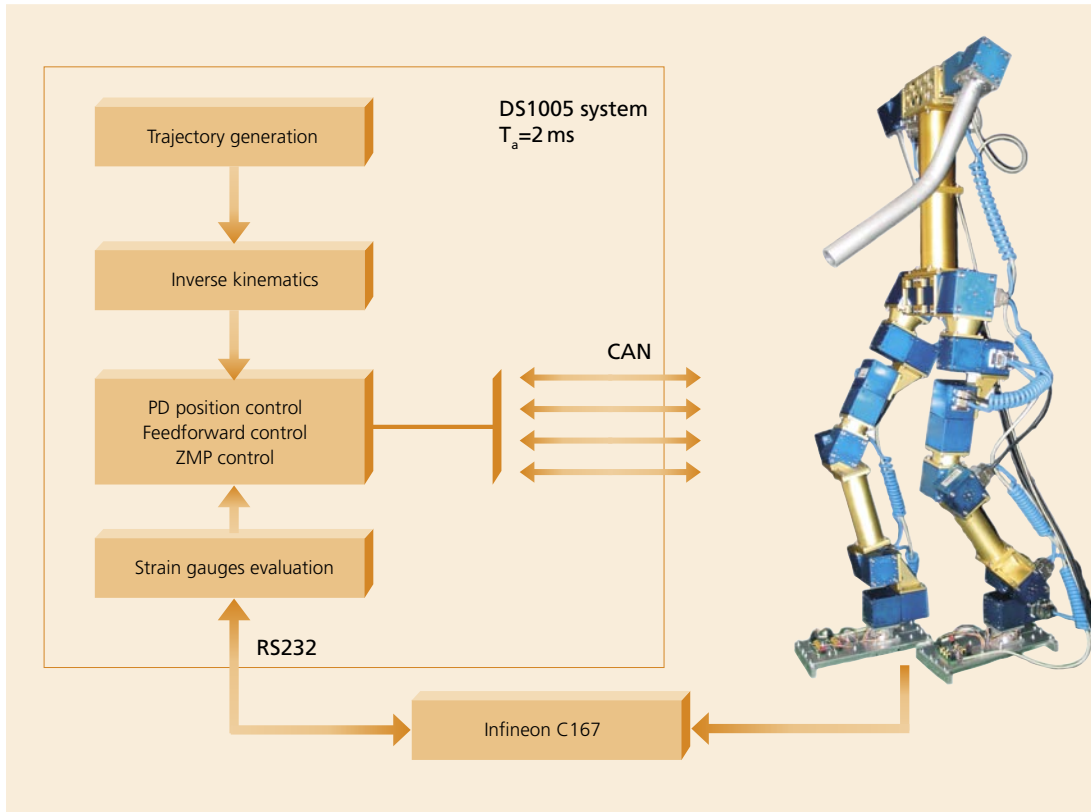 DS1005 system
Tₐ=2 ms
Trajectory generation
Inverse kinematics
CAN
PD position control
Feedforward control
ZMP control
Strain gauges evaluation
RS232
Infineon C167